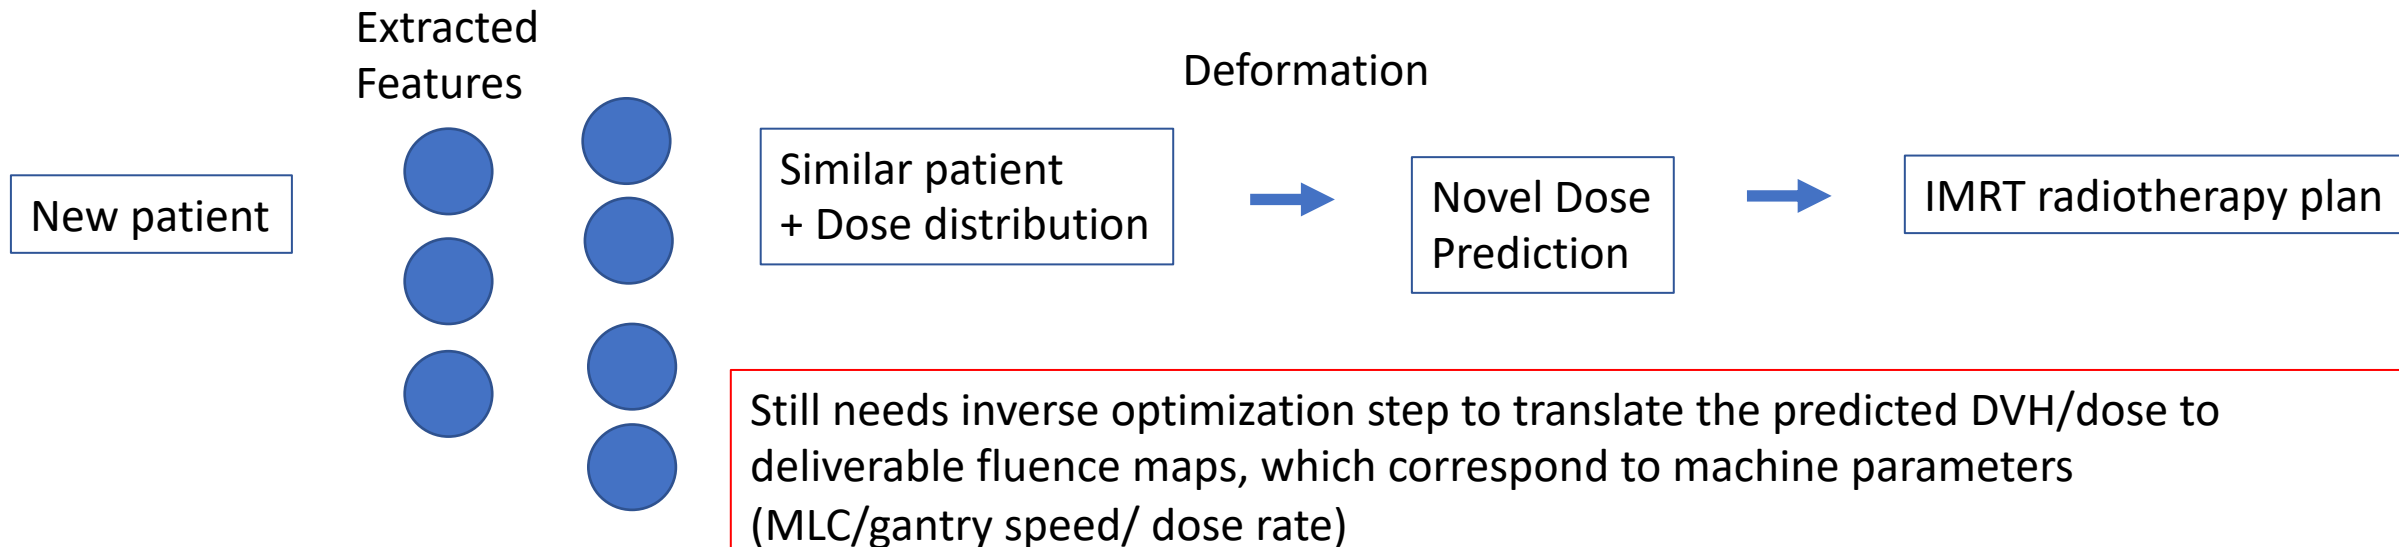 Extracted
Features
Deformation
New patient
Similar patient
+ Dose distribution
Novel Dose
Prediction
IMRT radiotherapy plan
Still needs inverse optimization step to translate the predicted DVH/dose to
deliverable fluence maps, which correspond to machine parameters
(MLC/gantry speed/ dose rate)